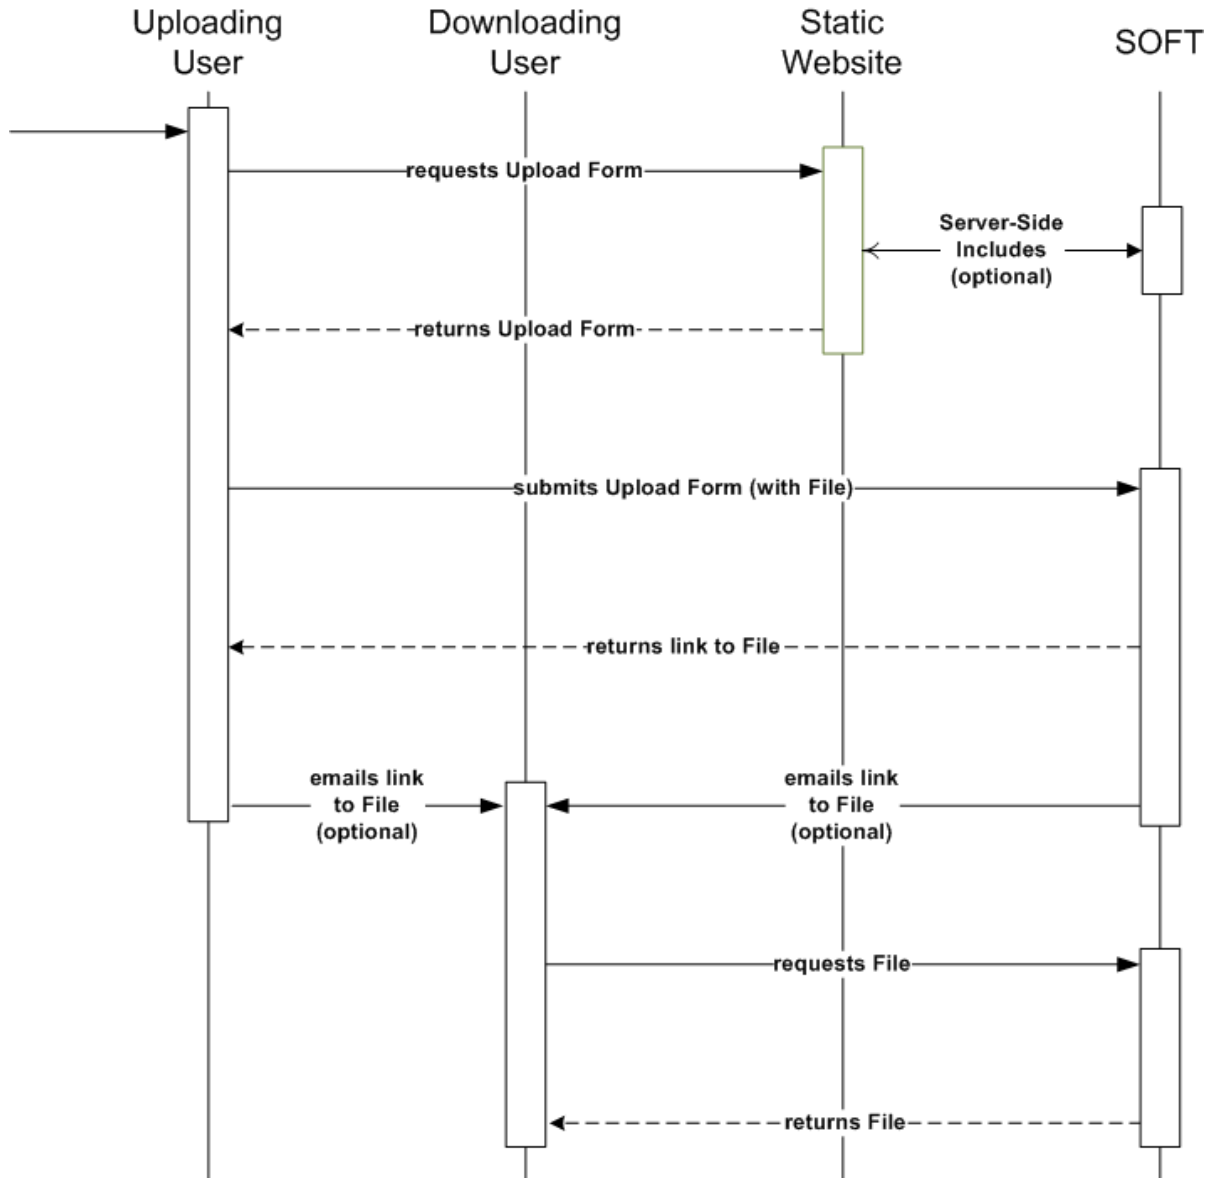 Uploading
User
Downloading
User
Static
Website
SOFT
requests Upload Form
Server-Side
Includes
(optional)
returns Upload Form
submits Upload Form (with File)
returns link to File
emails link
to File
(optional)
emails link
to File
(optional)
requests File
returns File